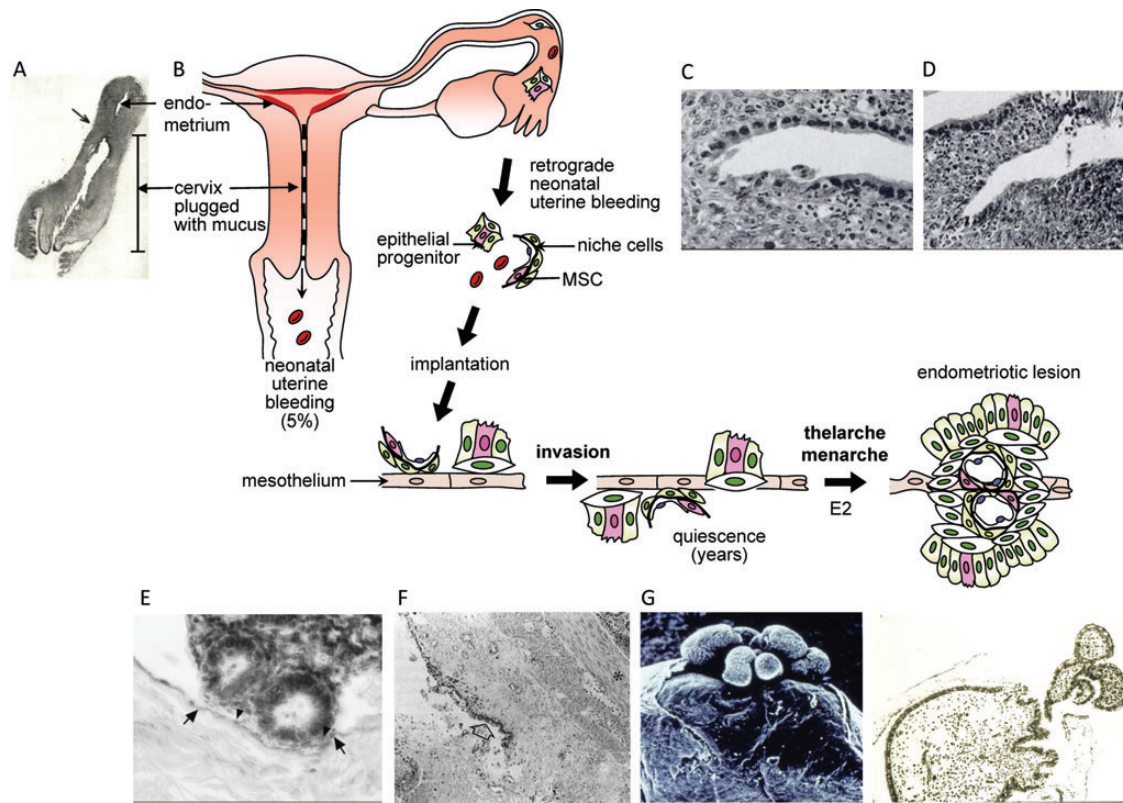 A
B
C
D
endo-
metrium
cervix
plugged
with mucus
retrograde
neonatal
uterine bleeding
epithelial
progenitor
niche cells
MSC
neonatal
uterine
bleeding
(5%)
implantation
endometriotic lesion
mesothelium
invasion
thelarche
menarche
E2
quiescence
(years)
E
F
G
*